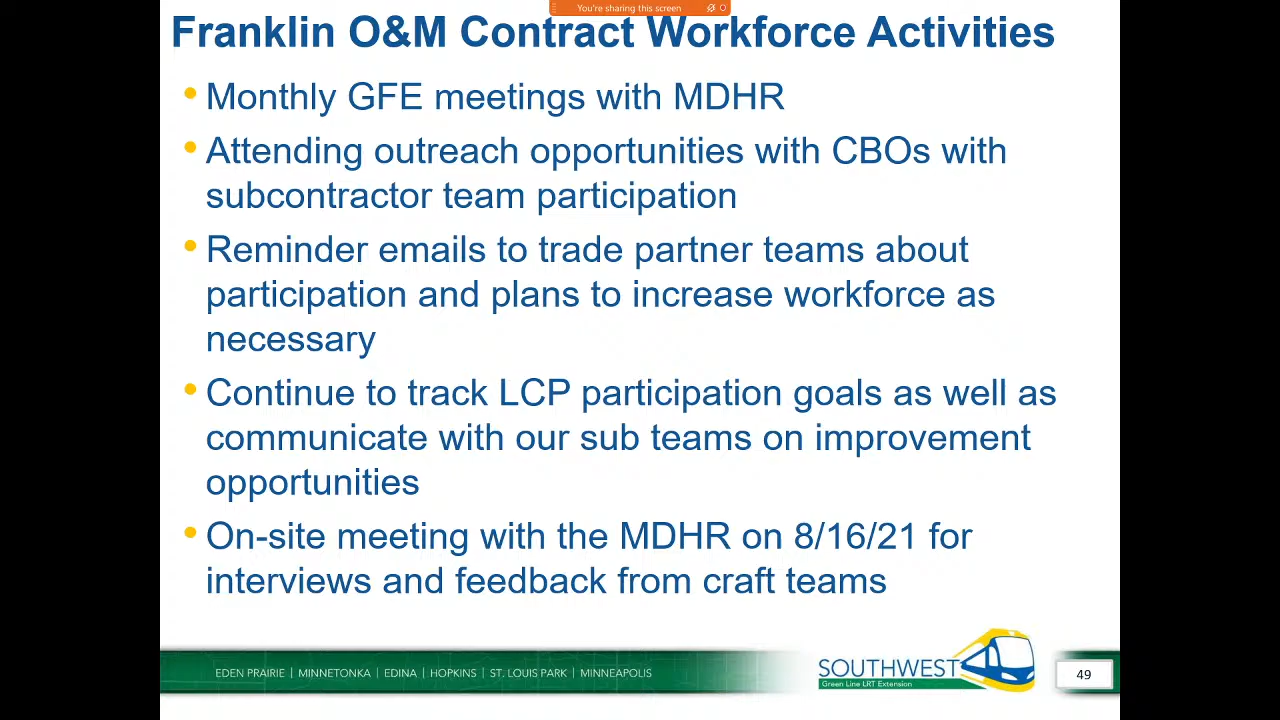 You're sharing this screen
Franklin O&M Contract Workforce Activities
• Monthly GFE meetings with MDHR
• Attending outreach opportunities with CBOs with
subcontractor team participation
• Reminder emails to trade partner teams about
participation and plans to increase workforce as
necessary
• Continue to track LCP participation goals as well as
communicate with our sub teams on improvement
opportunities
• On-site meeting with the MDHR on 8/16/21 for
interviews and feedback from craft teams
EDEN PRAIRIE | MINNETONKA | EDINA | HOPKINS | ST. LOUIS PARK | MINNEAPOLIS
SOUTHWEST
Green Line LRT Extension
49